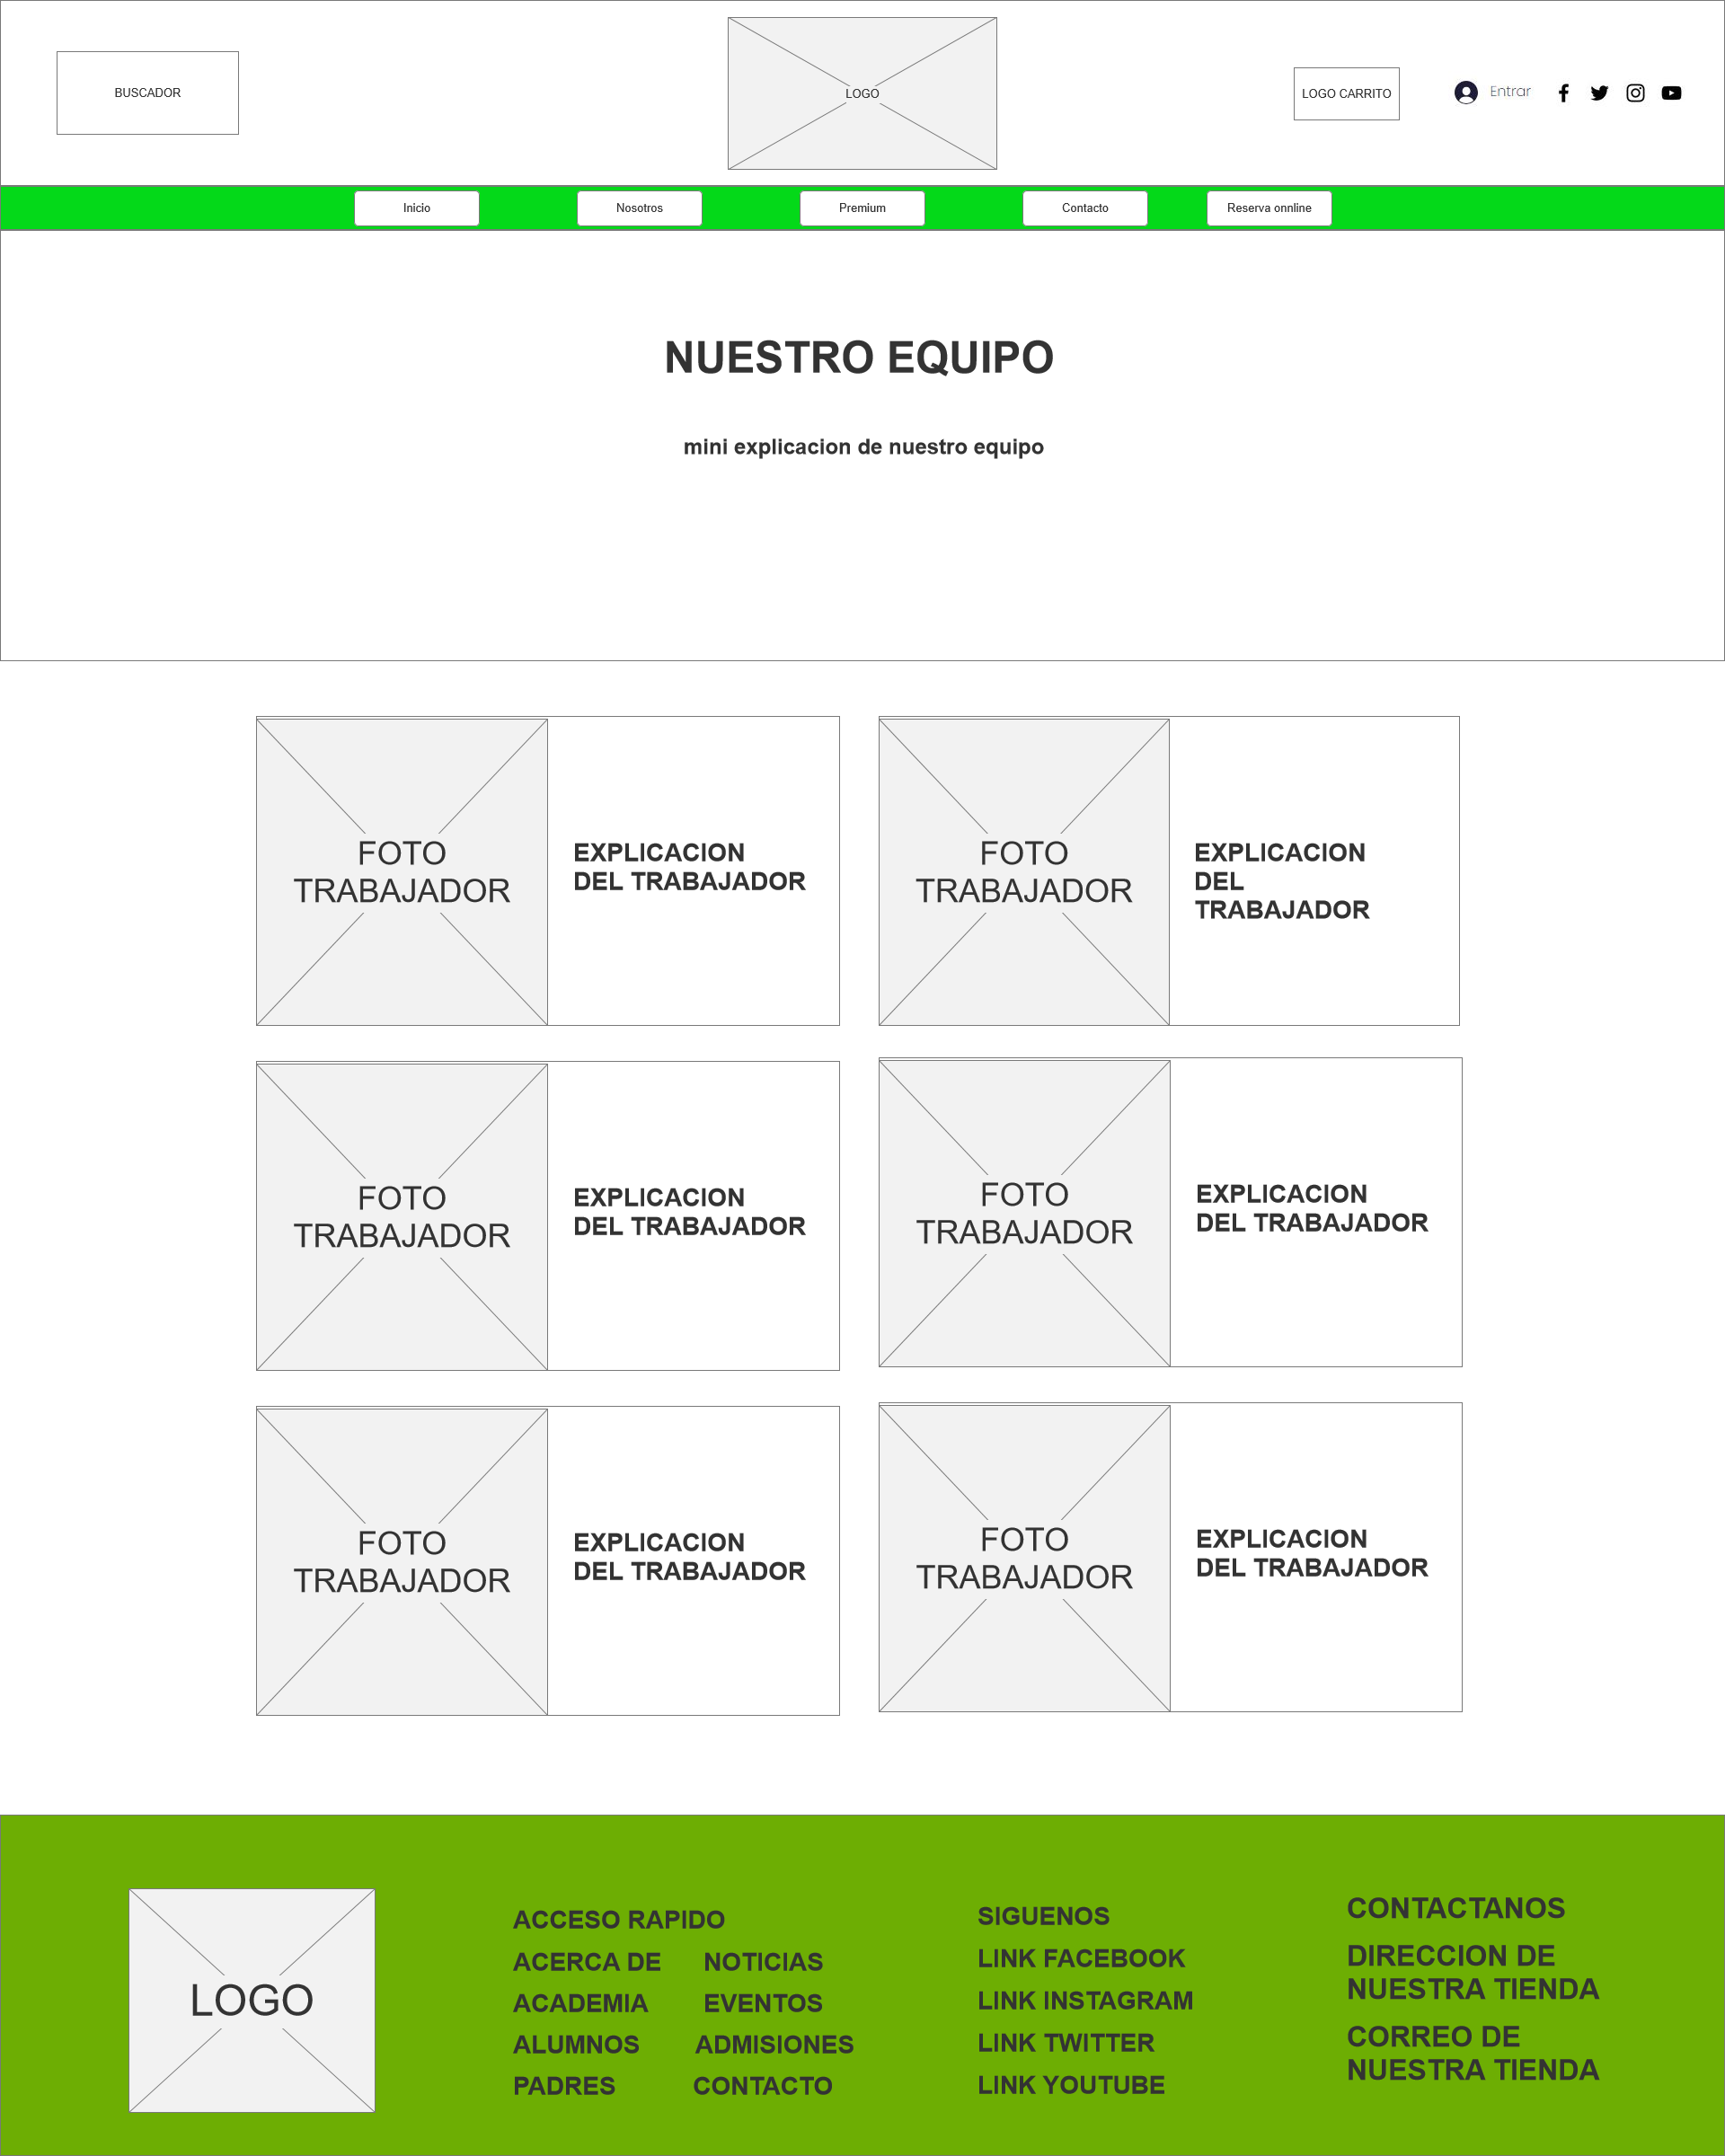 BUSCADOR
LOGO
LOGO CARRITO
Entrar
Inicio
Nosotros
Premium
Contacto
Reserva onnline
NUESTRO EQUIPO
mini explicacion de nuestro equipo
FOTO
TRABAJADOR
EXPLICACION
DEL TRABAJADOR
FOTO
TRABAJADOR
EXPLICACION
DEL
TRABAJADOR
FOTO
TRABAJADOR
EXPLICACION
DEL TRABAJADOR
FOTO
TRABAJADOR
EXPLICACION
DEL TRABAJADOR
FOTO
TRABAJADOR
EXPLICACION
DEL TRABAJADOR
FOTO
TRABAJADOR
EXPLICACION
DEL TRABAJADOR
LOGO
ACCESO RAPIDO
ACERCA DE NOTICIAS
ACADEMIA EVENTOS
ALUMNOS ADMISIONES
PADRES CONTACTO
SIGUENOS
LINK FACEBOOK
LINK INSTAGRAM
LINK TWITTER
LINK YOUTUBE
CONTACTANOS
DIRECCION DE
NUESTRA TIENDA
CORREO DE
NUESTRA TIENDA